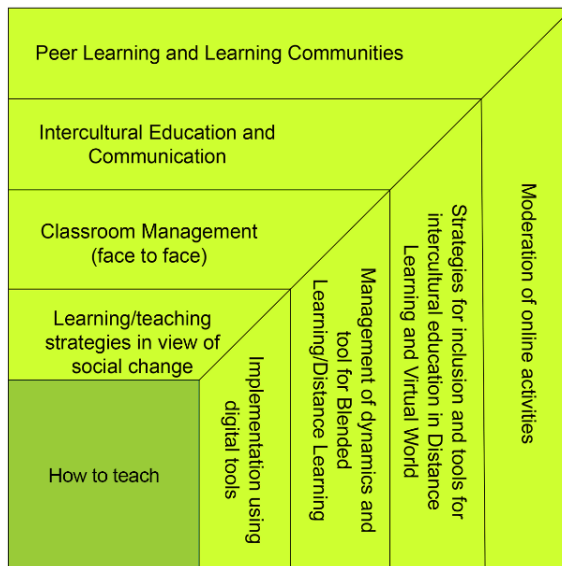 Peer Learning and Learning Communities
Intercultural Education and
Communication
Classroom Management
(face to face)
Learning/teaching
strategies in view of
social change
How to teach
Implementation using
digital tools
Management of dynamics and
tool for Blended
Learning/Distance Learning
Strategies for inclusion and tools for
intercultural education in Distance
Learning and Virtual World
Moderation of online activities